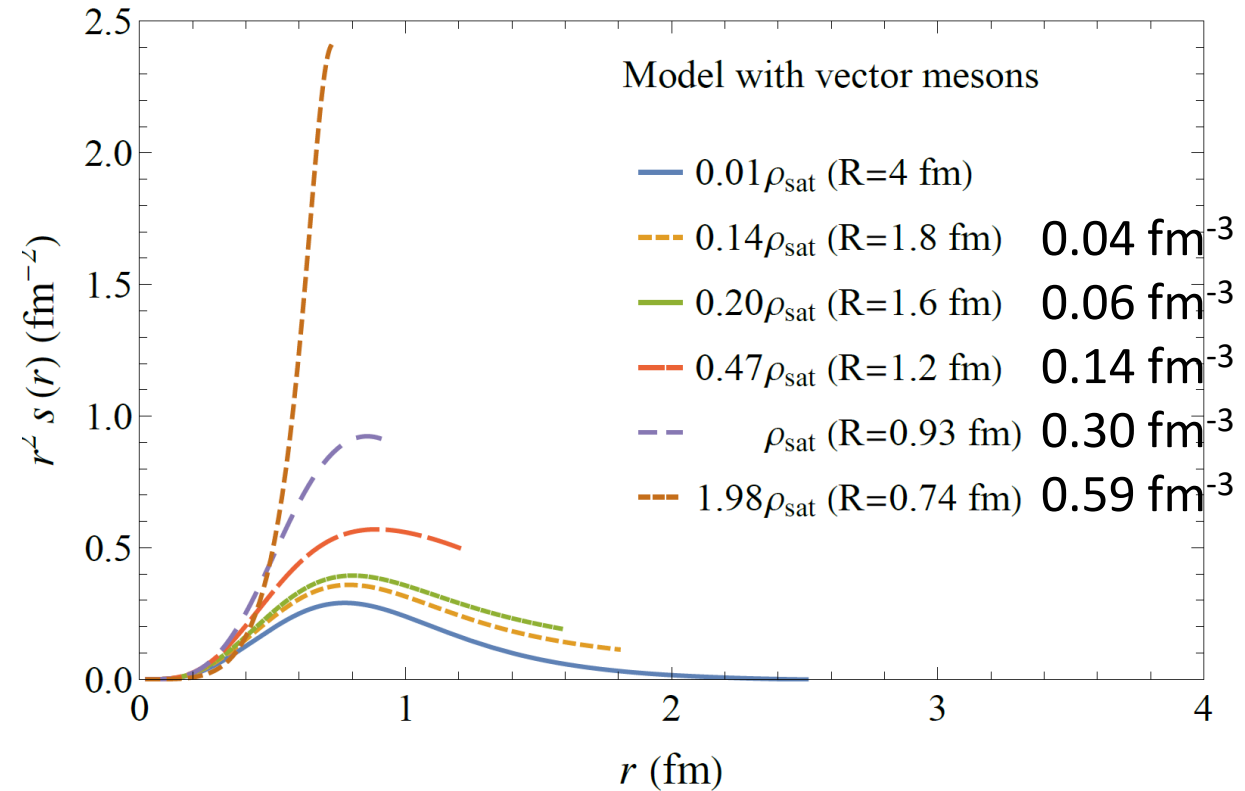 2.5
2.0
1.5
1.0
0.5
0.0
r² s (r) (fm⁻²)
0 1 2 3 4
r (fm)
Model with vector mesons
0.01ρsat (R=4 fm)
0.14ρsat (R=1.8 fm) 0.04 fm⁻³
0.20ρsat (R=1.6 fm) 0.06 fm⁻³
0.47ρsat (R=1.2 fm) 0.14 fm⁻³
ρsat (R=0.93 fm) 0.30 fm⁻³
1.98ρsat (R=0.74 fm) 0.59 fm⁻³